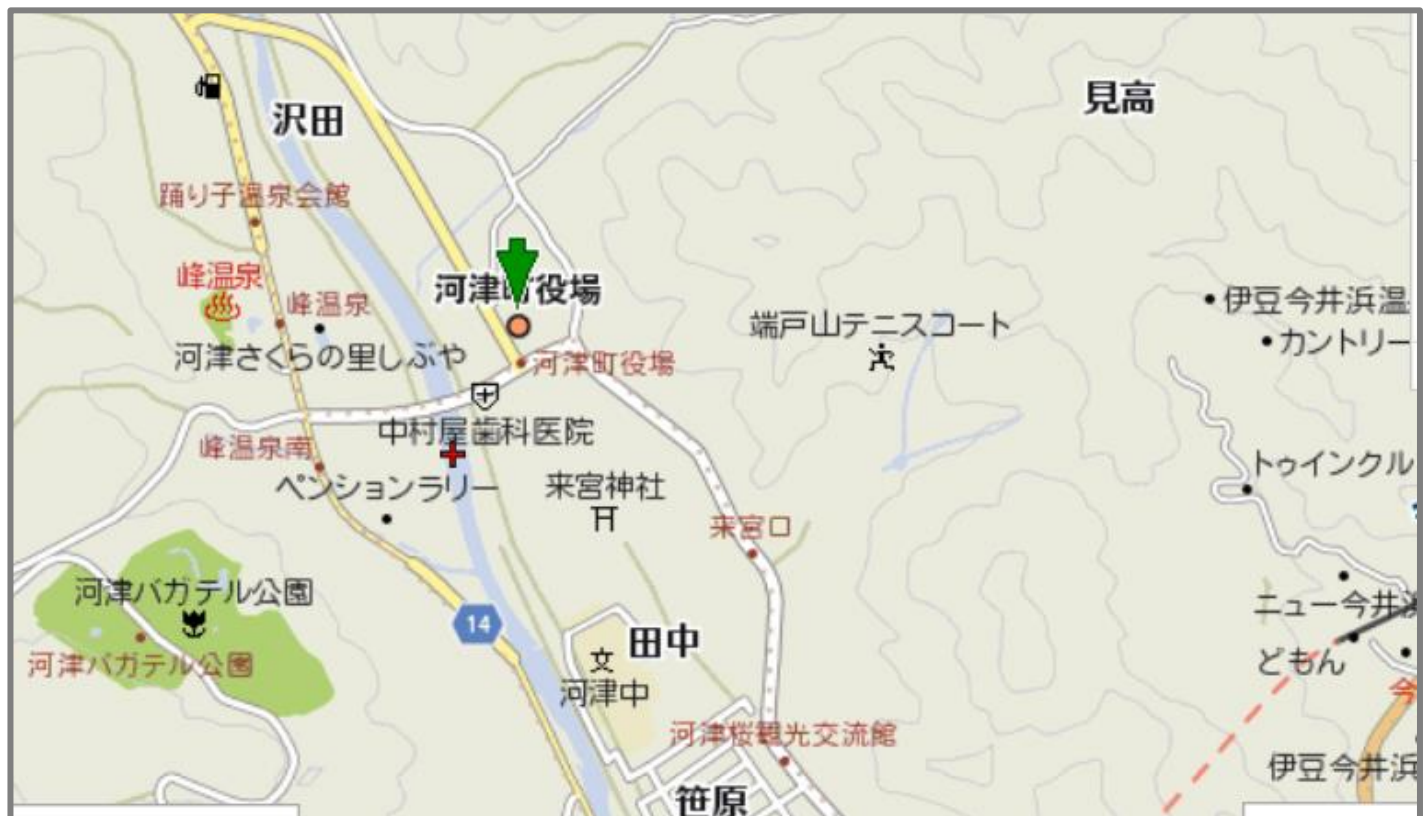 見高
沢田
踊り子温泉会館
峰温泉
峰温泉
河津町役場
伊豆今井浜温
カントリー
端戸山テニスコート
河津さくらの里しぶや
河津町役場
中村屋歯科医院
峰温泉南
ペンションラリー
来宮神社
トゥインクル
来宮口
河津バガテル公園
14
ニュー今井浜
田中
文
河津バガテル公園
どもん
河津中
今
河津桜観光交流館
伊豆今井浜
笹原